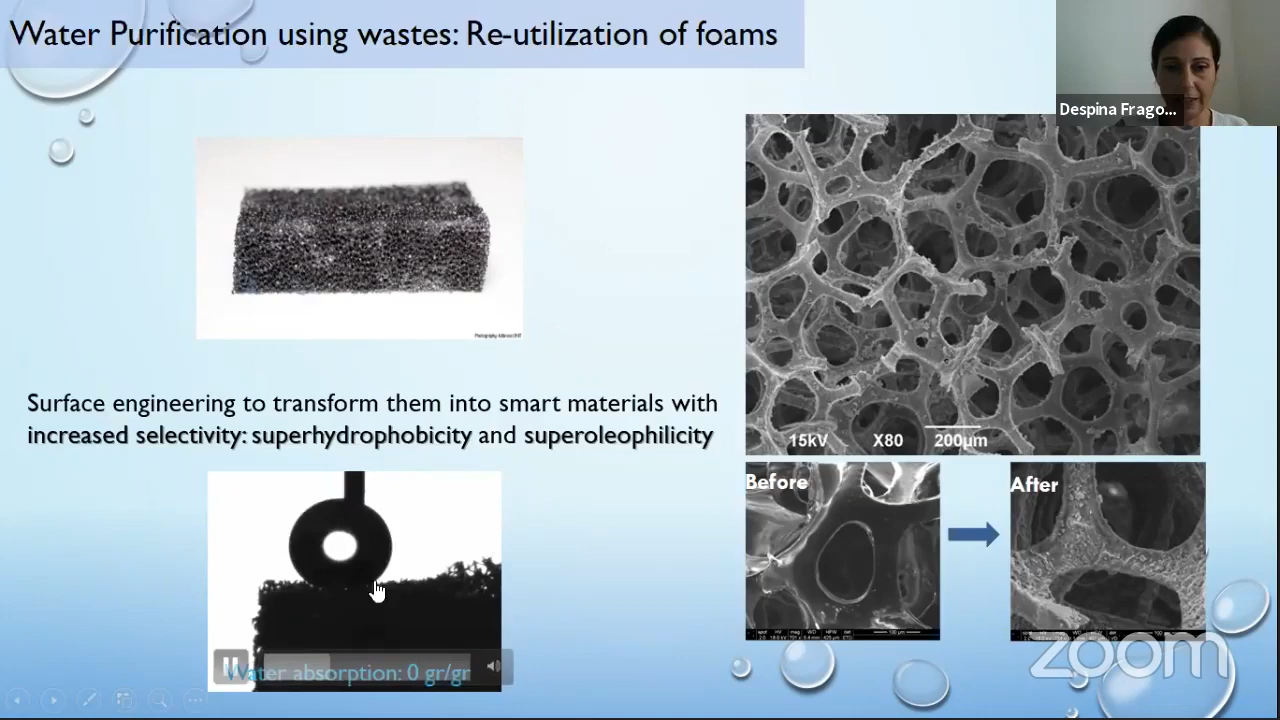 Water Purification using wastes: Re-utilization of foams
Despina Frago...
Surface engineering to transform them into smart materials with
increased selectivity: superhydrophobicity and superoleophilicity
15kV X80 200μm
Before
After
Water absorption: 0 gr/gr
zoom